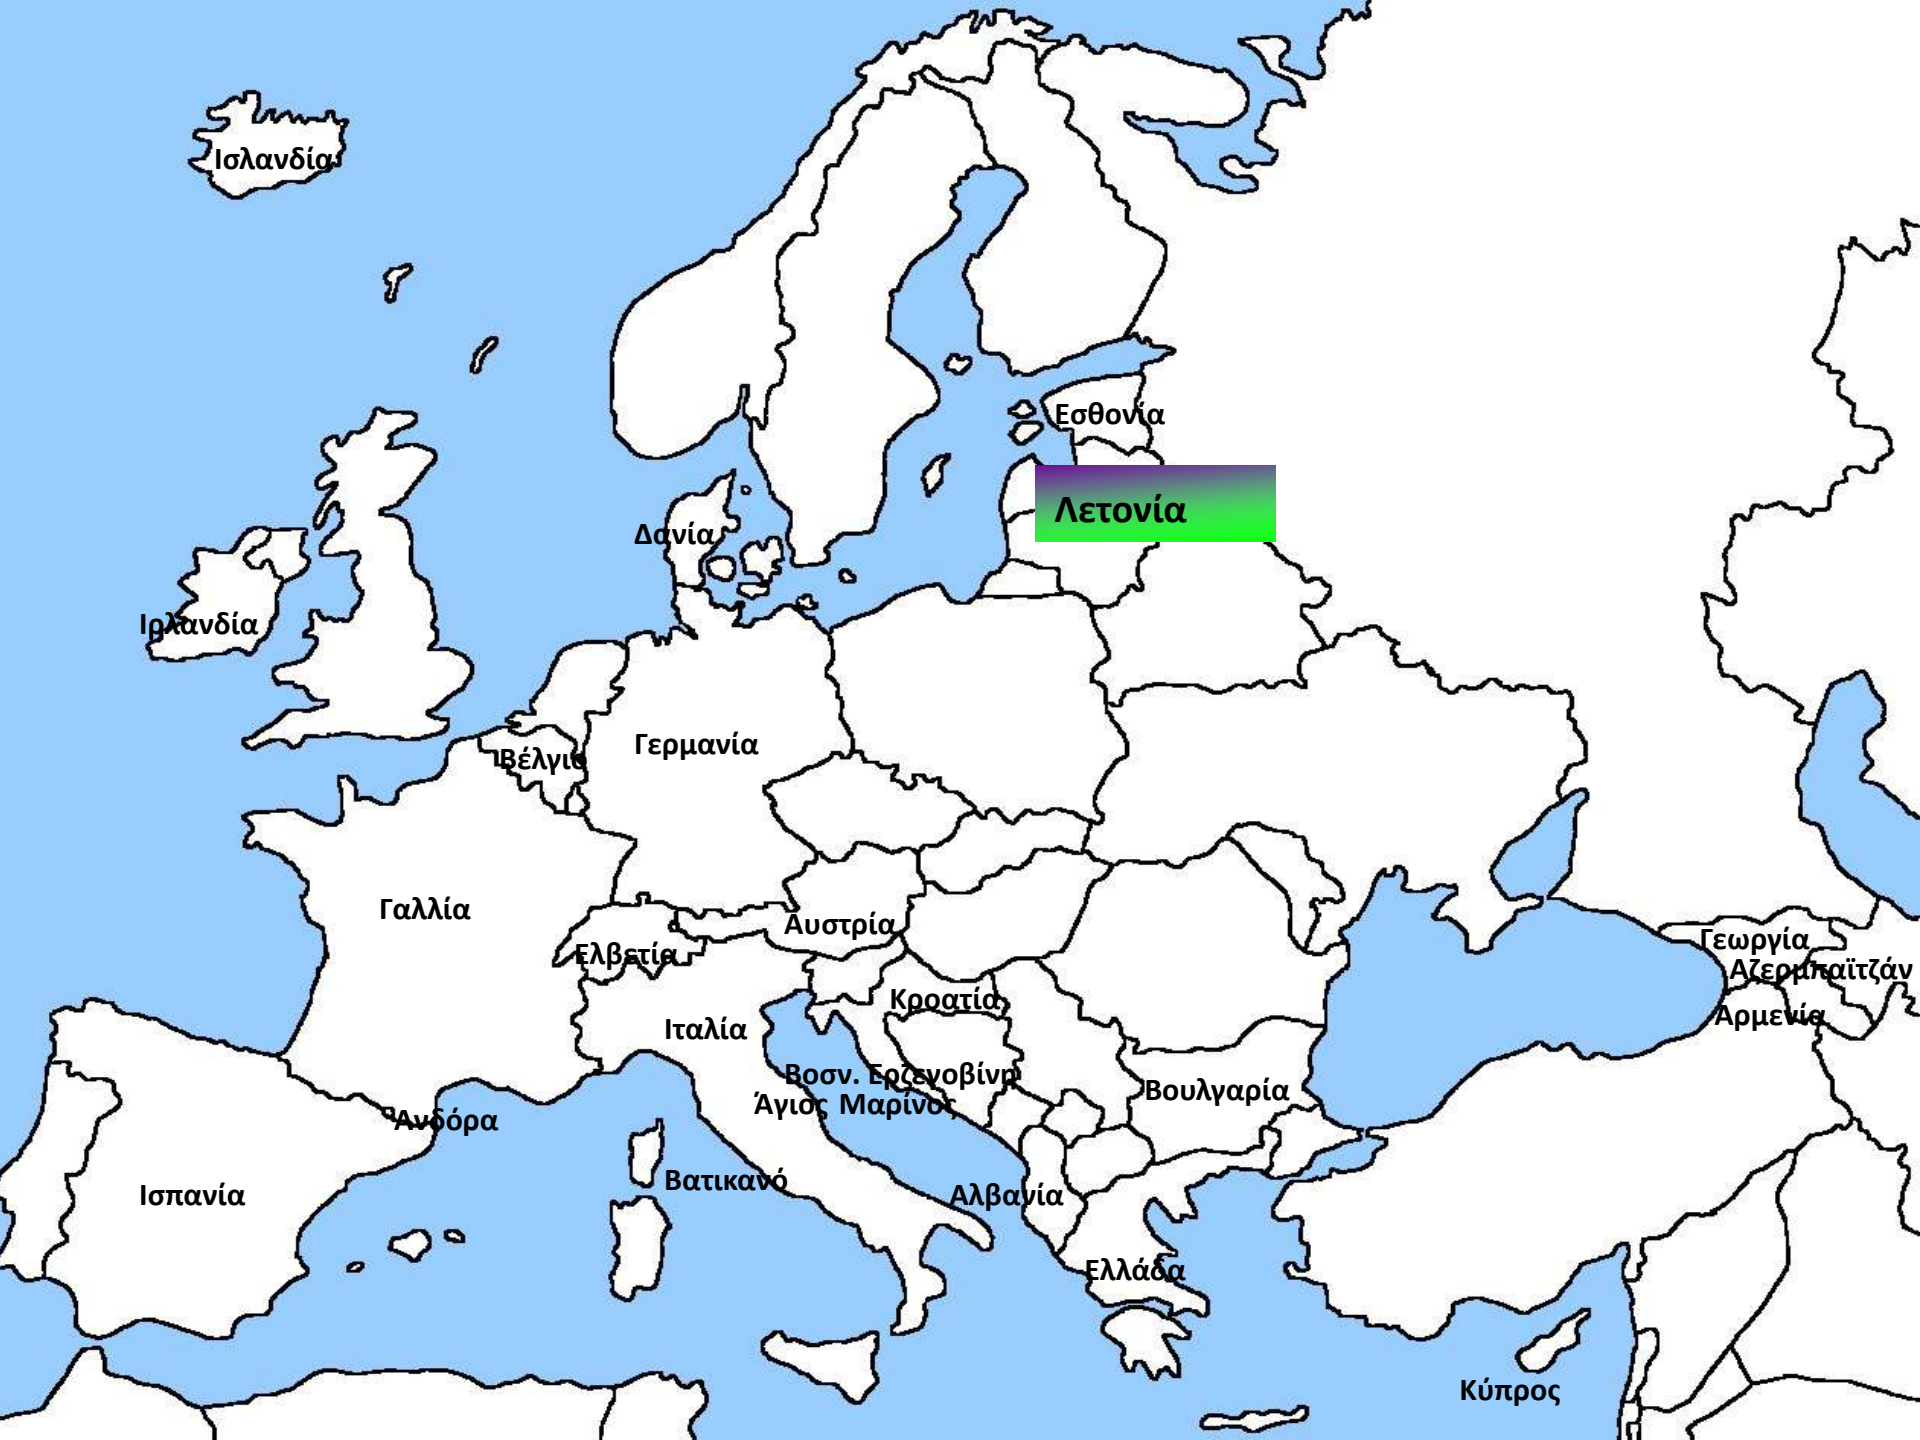 Ισλανδία
Εσθονία
Λετονία
Δανία
Ιρλανδία
Γερμανία
Βέλγιο
Γαλλία
Αυστρία
Ελβετία
Γεωργία
Αζερμπαϊτζάν
Κροατία
Αρμενία
Ιταλία
Βοσν. Ερζεγοβίνη
Βουλγαρία
Άγιος Μαρίνος
Ανδόρα
Βατικανό
Ισπανία
Αλβανία
Ελλάδα
Κύπρος